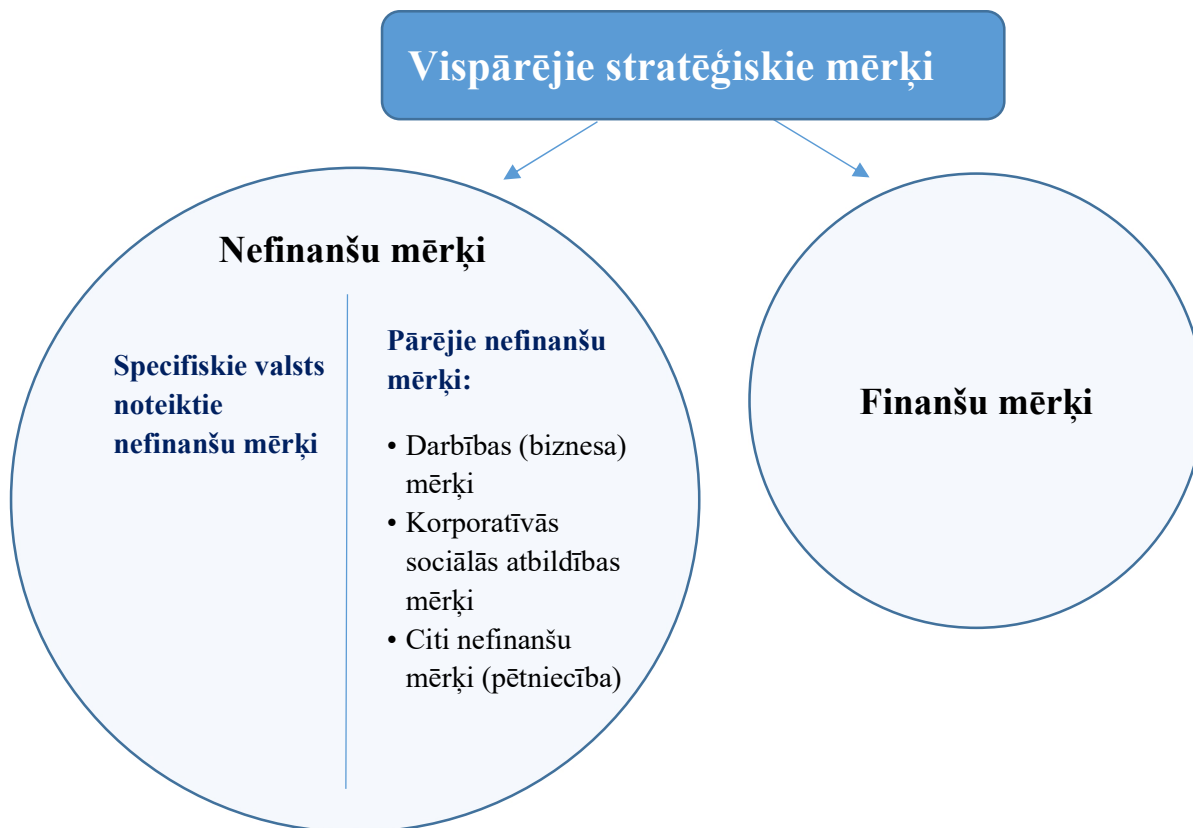 Vispārējie stratēģiskie mērķi
Nefinanšu mērķi
Specifiskie valsts
noteiktie
nefinanšu mērķi
Pārējie nefinanšu
mērķi:
• Darbības (biznesa)
mērķi
• Korporatīvās
sociālās atbildības
mērķi
• Citi nefinanšu
mērķi (pētniecība)
Finanšu mērķi